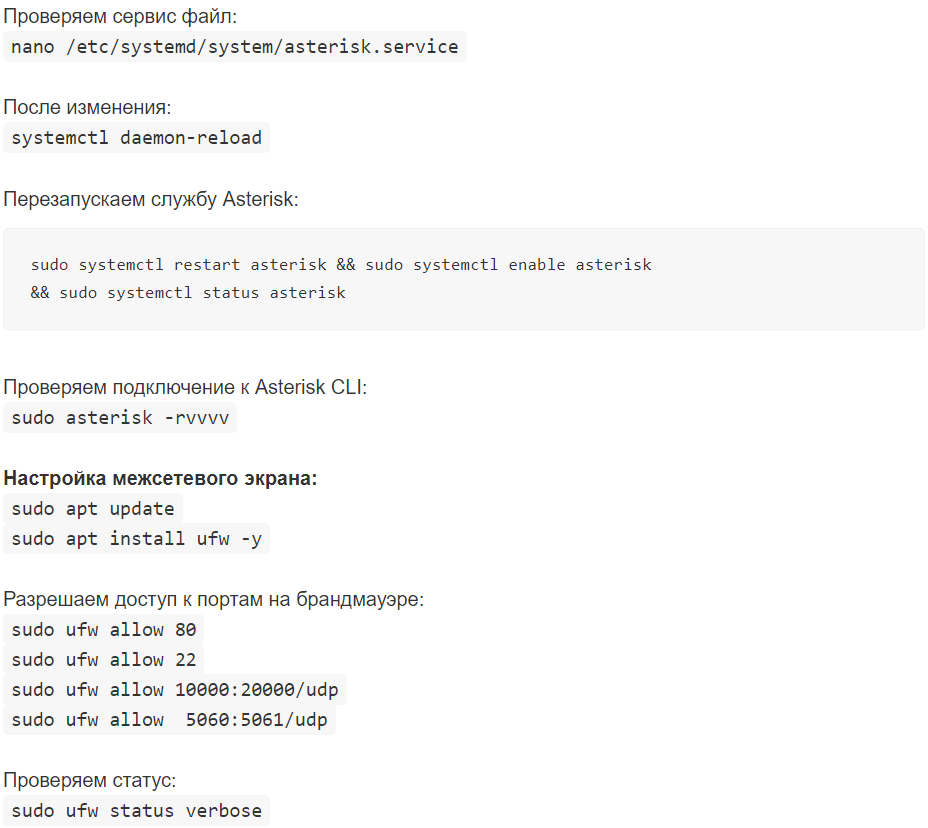 Проверяем сервис файл:
nano /etc/systemd/system/asterisk.service
После изменения:
systemctl daemon-reload
Перезапускаем службу Asterisk:
sudo systemctl restart asterisk && sudo systemctl enable asterisk
&& sudo systemctl status asterisk
Проверяем подключение к Asterisk CLI:
sudo asterisk -rvvvv
Настройка межсетевого экрана:
sudo apt update
sudo apt install ufw -y
Разрешаем доступ к портам на брандмауэре:
sudo ufw allow 80
sudo ufw allow 22
sudo ufw allow 10000:20000/udp
sudo ufw allow  5060:5061/udp
Проверяем статус:
sudo ufw status verbose